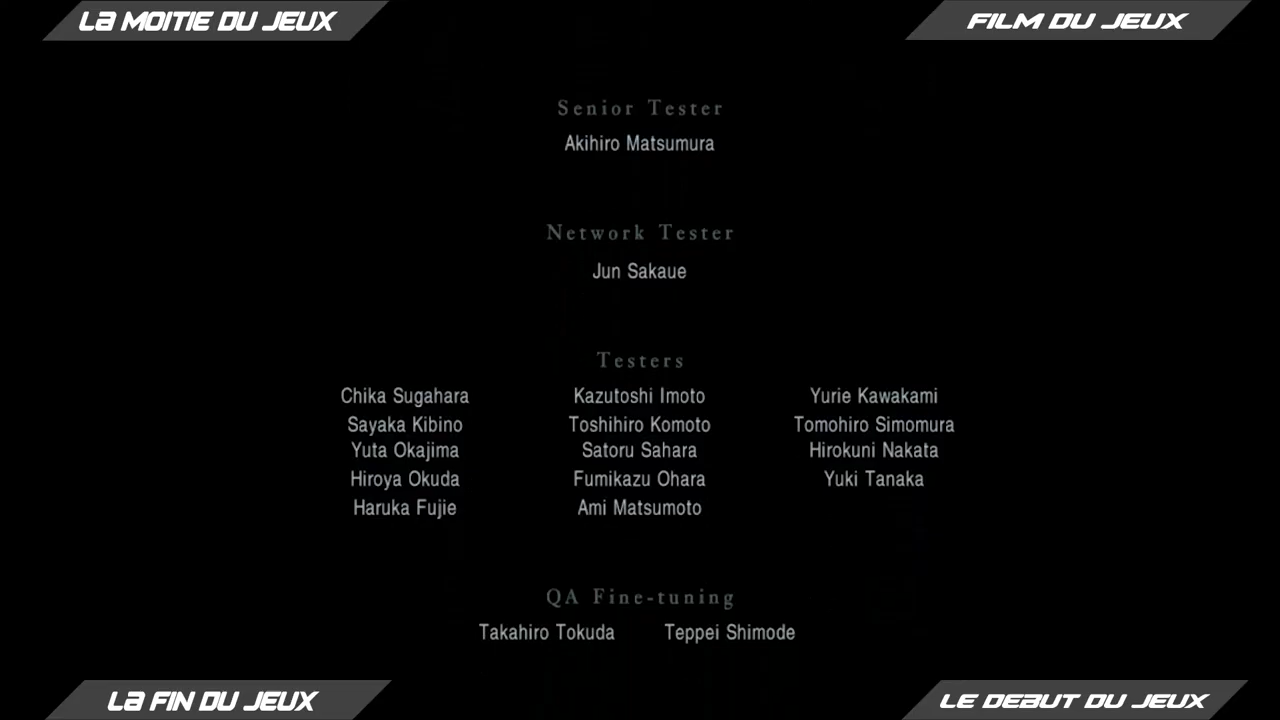 LA MOITIE DU JEUX
FILM DU JEUX
Senior Tester
Akihiro Matsumura
Network Tester
Jun Sakaue
Testers
Chika Sugahara Kazutoshi Imoto Yurie Kawakami
Sayaka Kibino Toshihiro Komoto Tomohiro Simomura
Yuta Okajima Satoru Sahara Hirokuni Nakata
Hiroya Okuda Fumikazu Ohara Yuki Tanaka
Haruka Fujie Ami Matsumoto
QA Fine-tuning
Takahiro Tokuda Teppei Shimode
LA FIN DU JEUX
LE DEBUT DU JEUX